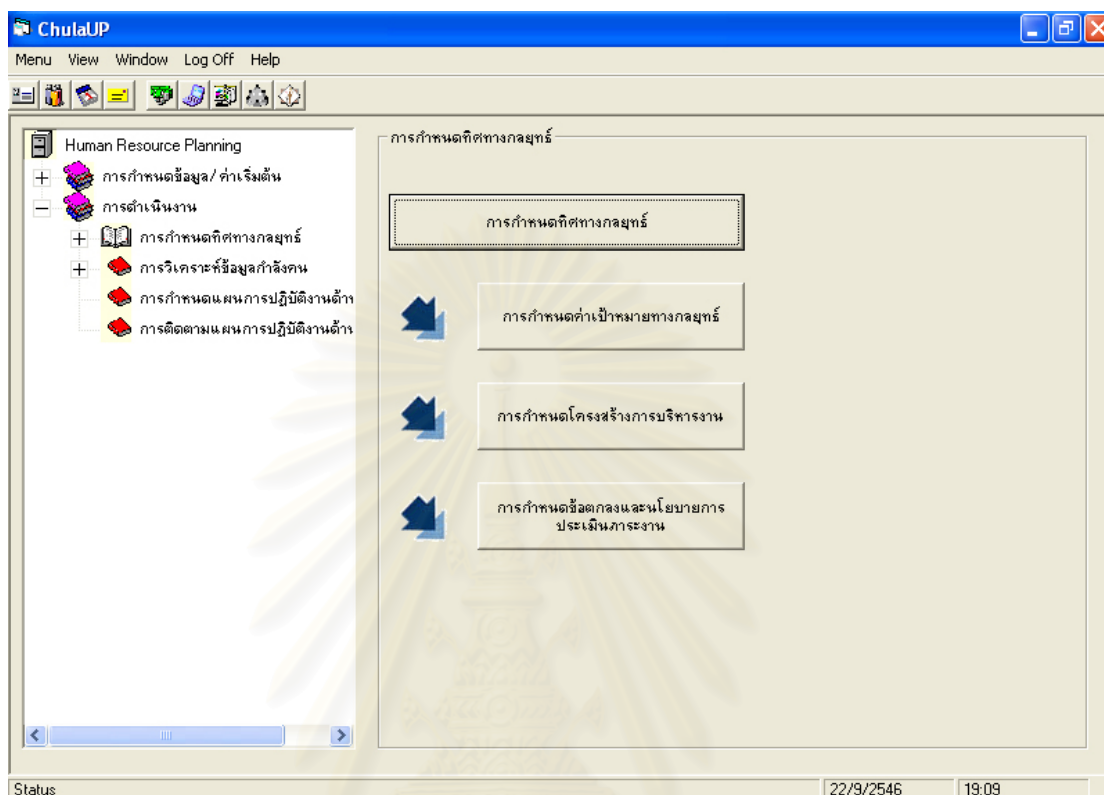 ChulaUP
Menu View Window Log Off Help
Human Resource Planning
การกำหนดข้อมูล/ ค่าเริ่มต้น
การดำเนินงาน
การกำหนดทิศทางกลยุทธ์
การวิเคราะห์ข้อมูลกำลังคน
การกำหนดแผนการปฏิบัติงานด้าน
การติดตามแผนการปฏิบัติงานด้าน
การกำหนดทิศทางกลยุทธ์
การกำหนดทิศทางกลยุทธ์
การกำหนดค่าเป้าหมายทางกลยุทธ์
การกำหนดโครงสร้างการบริหารงาน
การกำหนดข้อตกลงและนโยบายการ
ประเมินภาระงาน
Status 22/9/2546 19:09